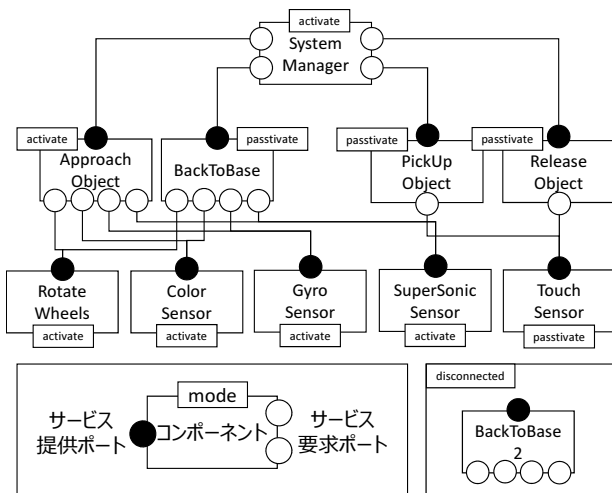 activate
System
Manager
activate
Approach
Object
passtivate
BackToBase
passtivate
PickUp
Object
passtivate
Release
Object
Rotate
Wheels
activate
Color
Sensor
activate
Gyro
Sensor
activate
SuperSonic
Sensor
activate
Touch
Sensor
passtivate
mode
サービス
提供ポート
コンポーネント
サービス
要求ポート
disconnected
BackToBase
2